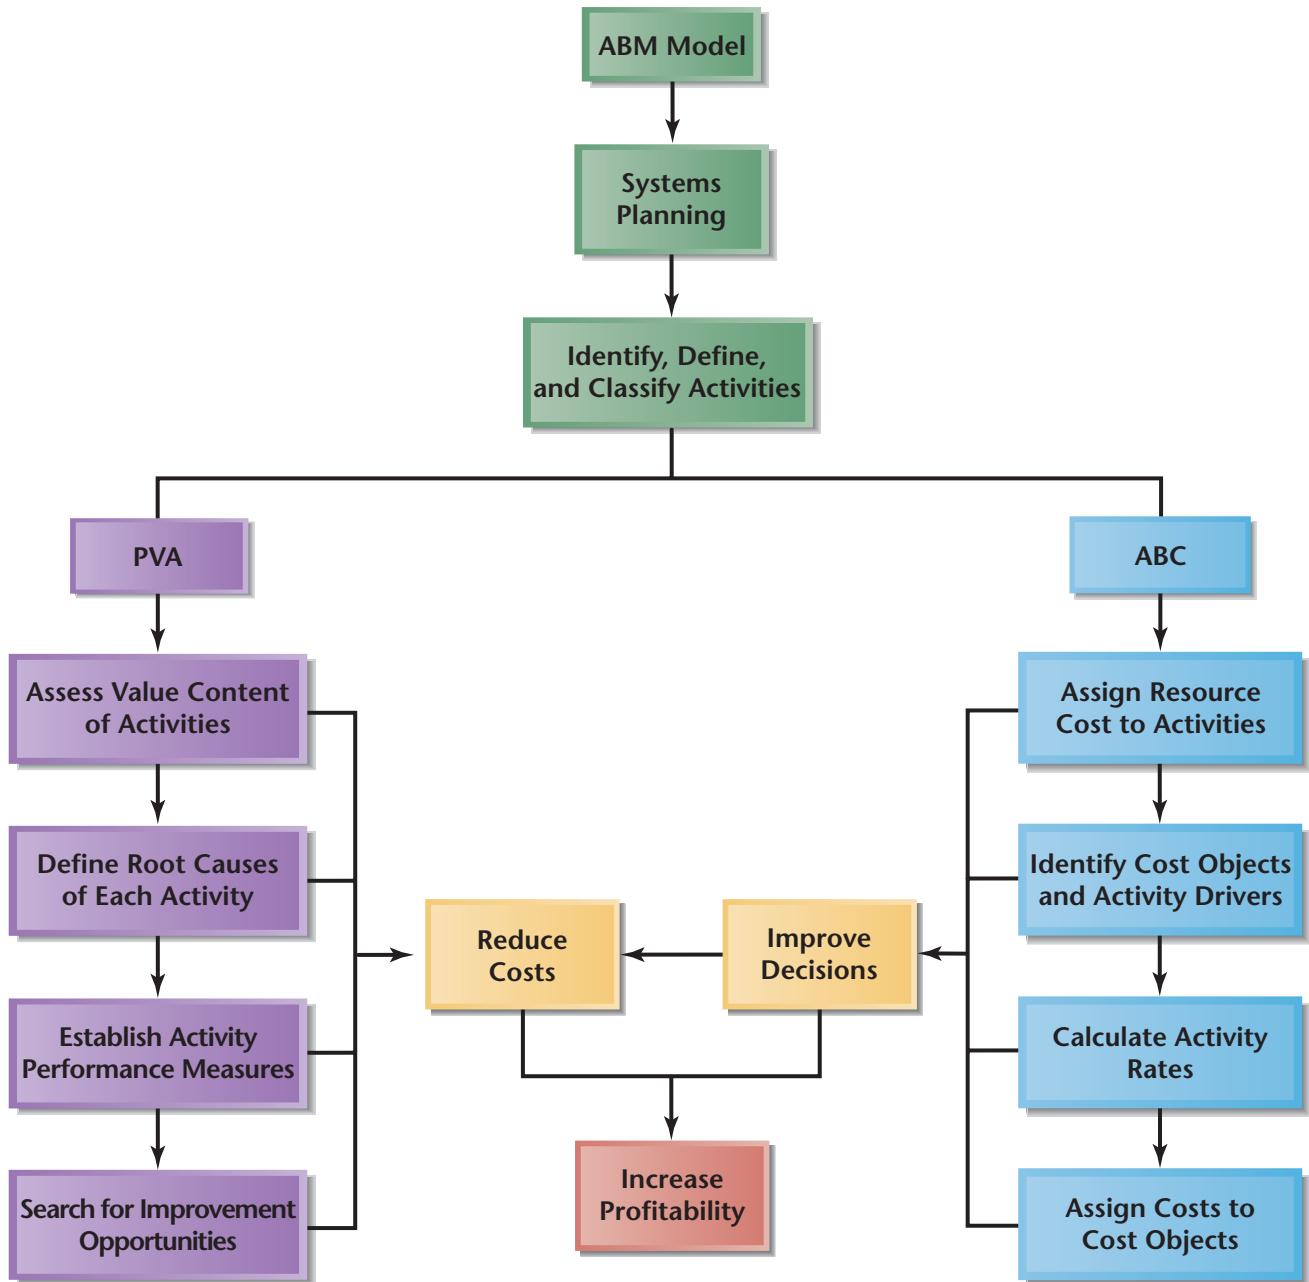 ABM Model
Systems
Planning
Identify, Define,
and Classify Activities
PVA
ABC
Assess Value Content
of Activities
Assign Resource
Cost to Activities
Define Root Causes
of Each Activity
Identify Cost Objects
and Activity Drivers
Reduce
Costs
Improve
Decisions
Establish Activity
Performance Measures
Calculate Activity
Rates
Increase
Profitability
Search for Improvement
Opportunities
Assign Costs to
Cost Objects